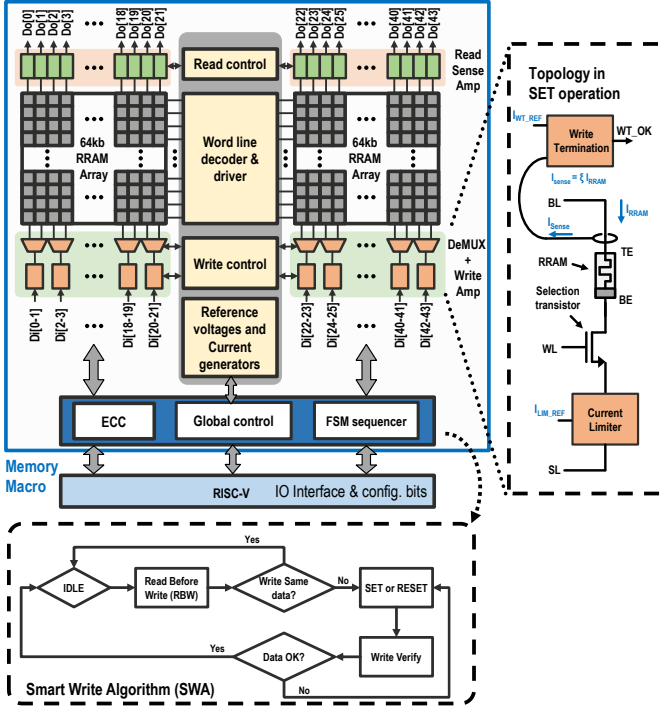 Do[0]
Do[1]
Do[2]
Do[3]
Do[18]
Do[19]
Do[20]
Do[21]
Do[22]
Do[23]
Do[24]
Do[25]
Do[40]
Do[41]
Do[42]
Do[43]
Read control
Read
Sense
Amp
64kb
RRAM
Array
Word line
decoder &
driver
64kb
RRAM
Array
Write control
DeMUX
+
Write
Amp
Di[0-1]
Di[2-3]
Di[18-19]
Di[20-21]
Reference
voltages and
Current
generators
Di[22-23]
Di[24-25]
Di[40-41]
Di[42-43]
ECC
Global control
FSM sequencer
Memory
Macro
RISC-V
IO Interface & config. bits
Topology in
SET operation
I_WT_REF
Write
Termination
WT_OK
I_sense = ξ I_RRAM
BL
I_RRAM
I_Sense
TE
RRAM
BE
Selection
transistor
WL
I_LIM_REF
Current
Limiter
SL
Yes
IDLE
Read Before
Write (RBW)
Write Same
data?
No
SET or RESET
Yes
Data OK?
Write Verify
No
Smart Write Algorithm (SWA)